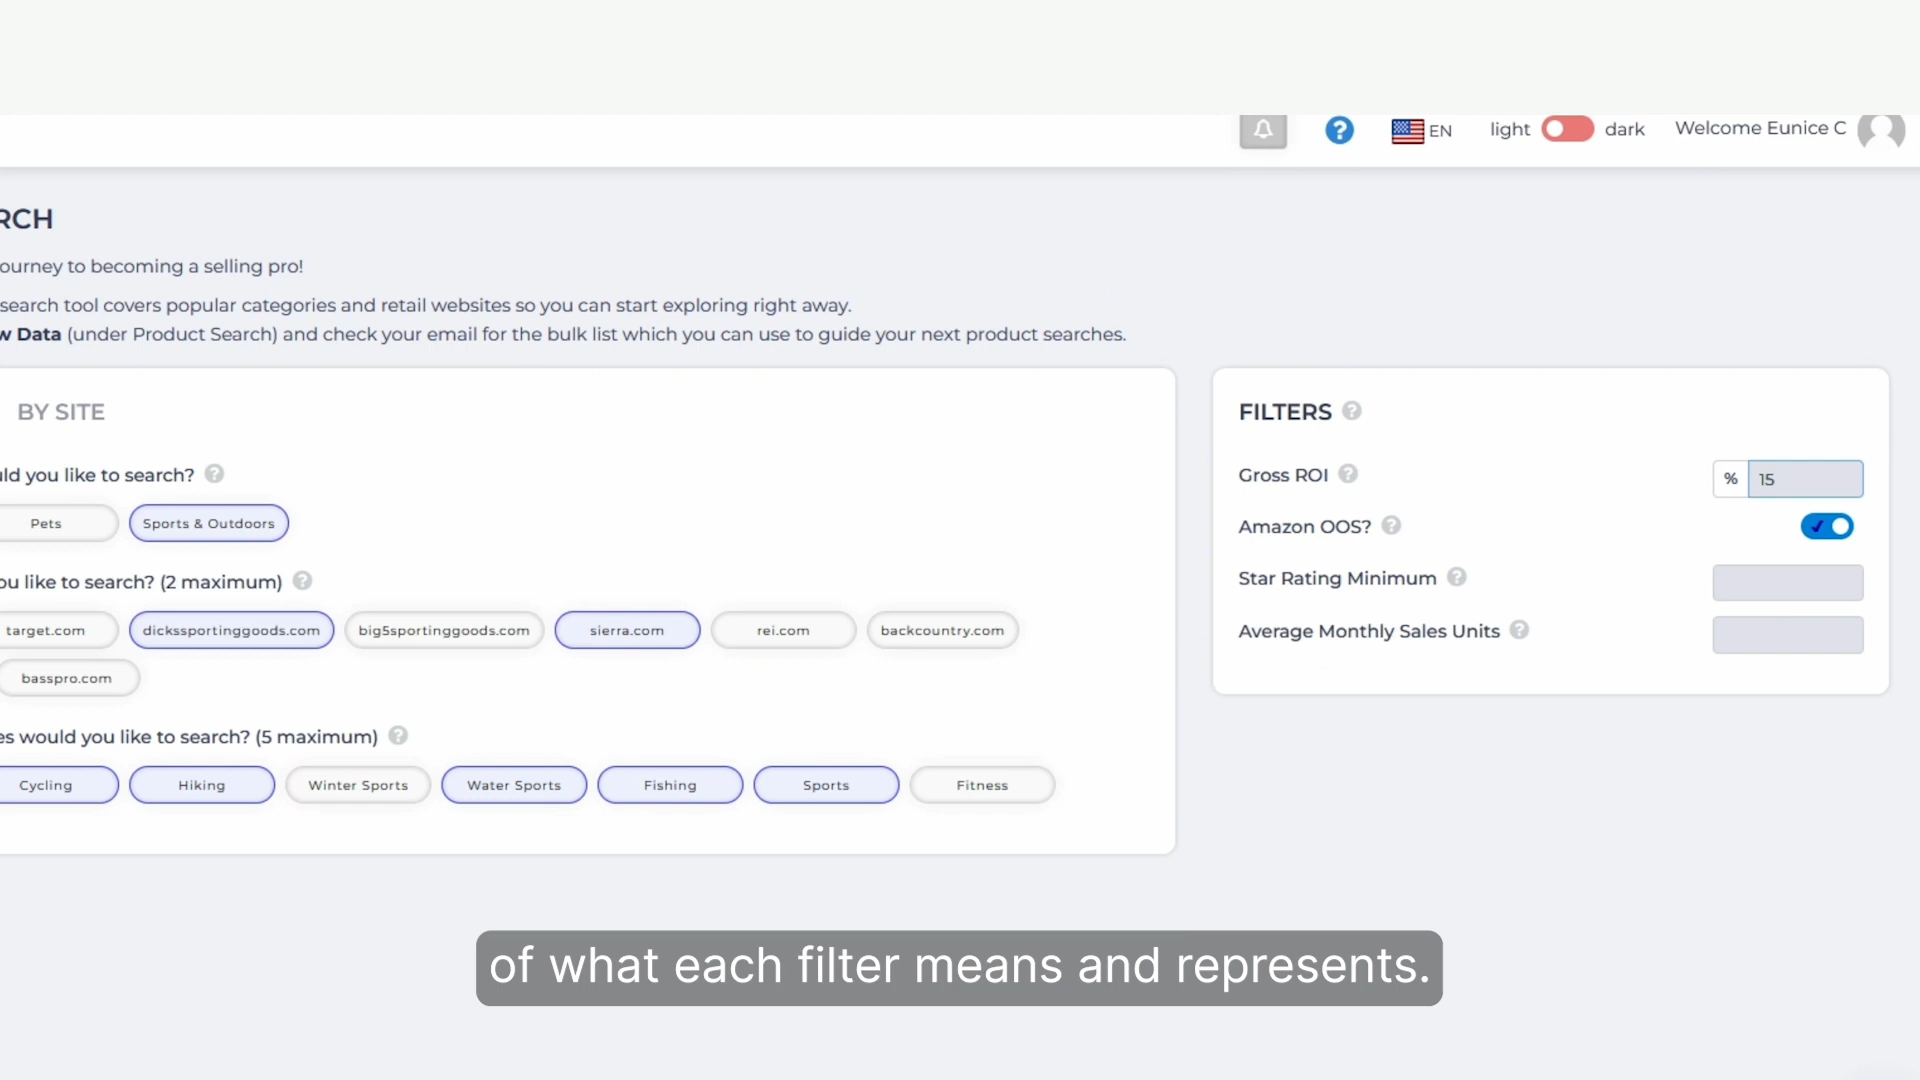 EN light dark Welcome Eunice C
RCH
ourney to becoming a selling pro!
search tool covers popular categories and retail websites so you can start exploring right away.
w Data (under Product Search) and check your email for the bulk list which you can use to guide your next product searches.
BY SITE
uld you like to search?
Pets Sports & Outdoors
ou like to search? (2 maximum)
target.com dickssportinggoods.com big5sportinggoods.com sierra.com rei.com backcountry.com
basspro.com
es would you like to search? (5 maximum)
Cycling Hiking Winter Sports Water Sports Fishing Sports Fitness
FILTERS
Gross ROI % 15
Amazon OOS?
Star Rating Minimum
Average Monthly Sales Units
of what each filter means and represents.